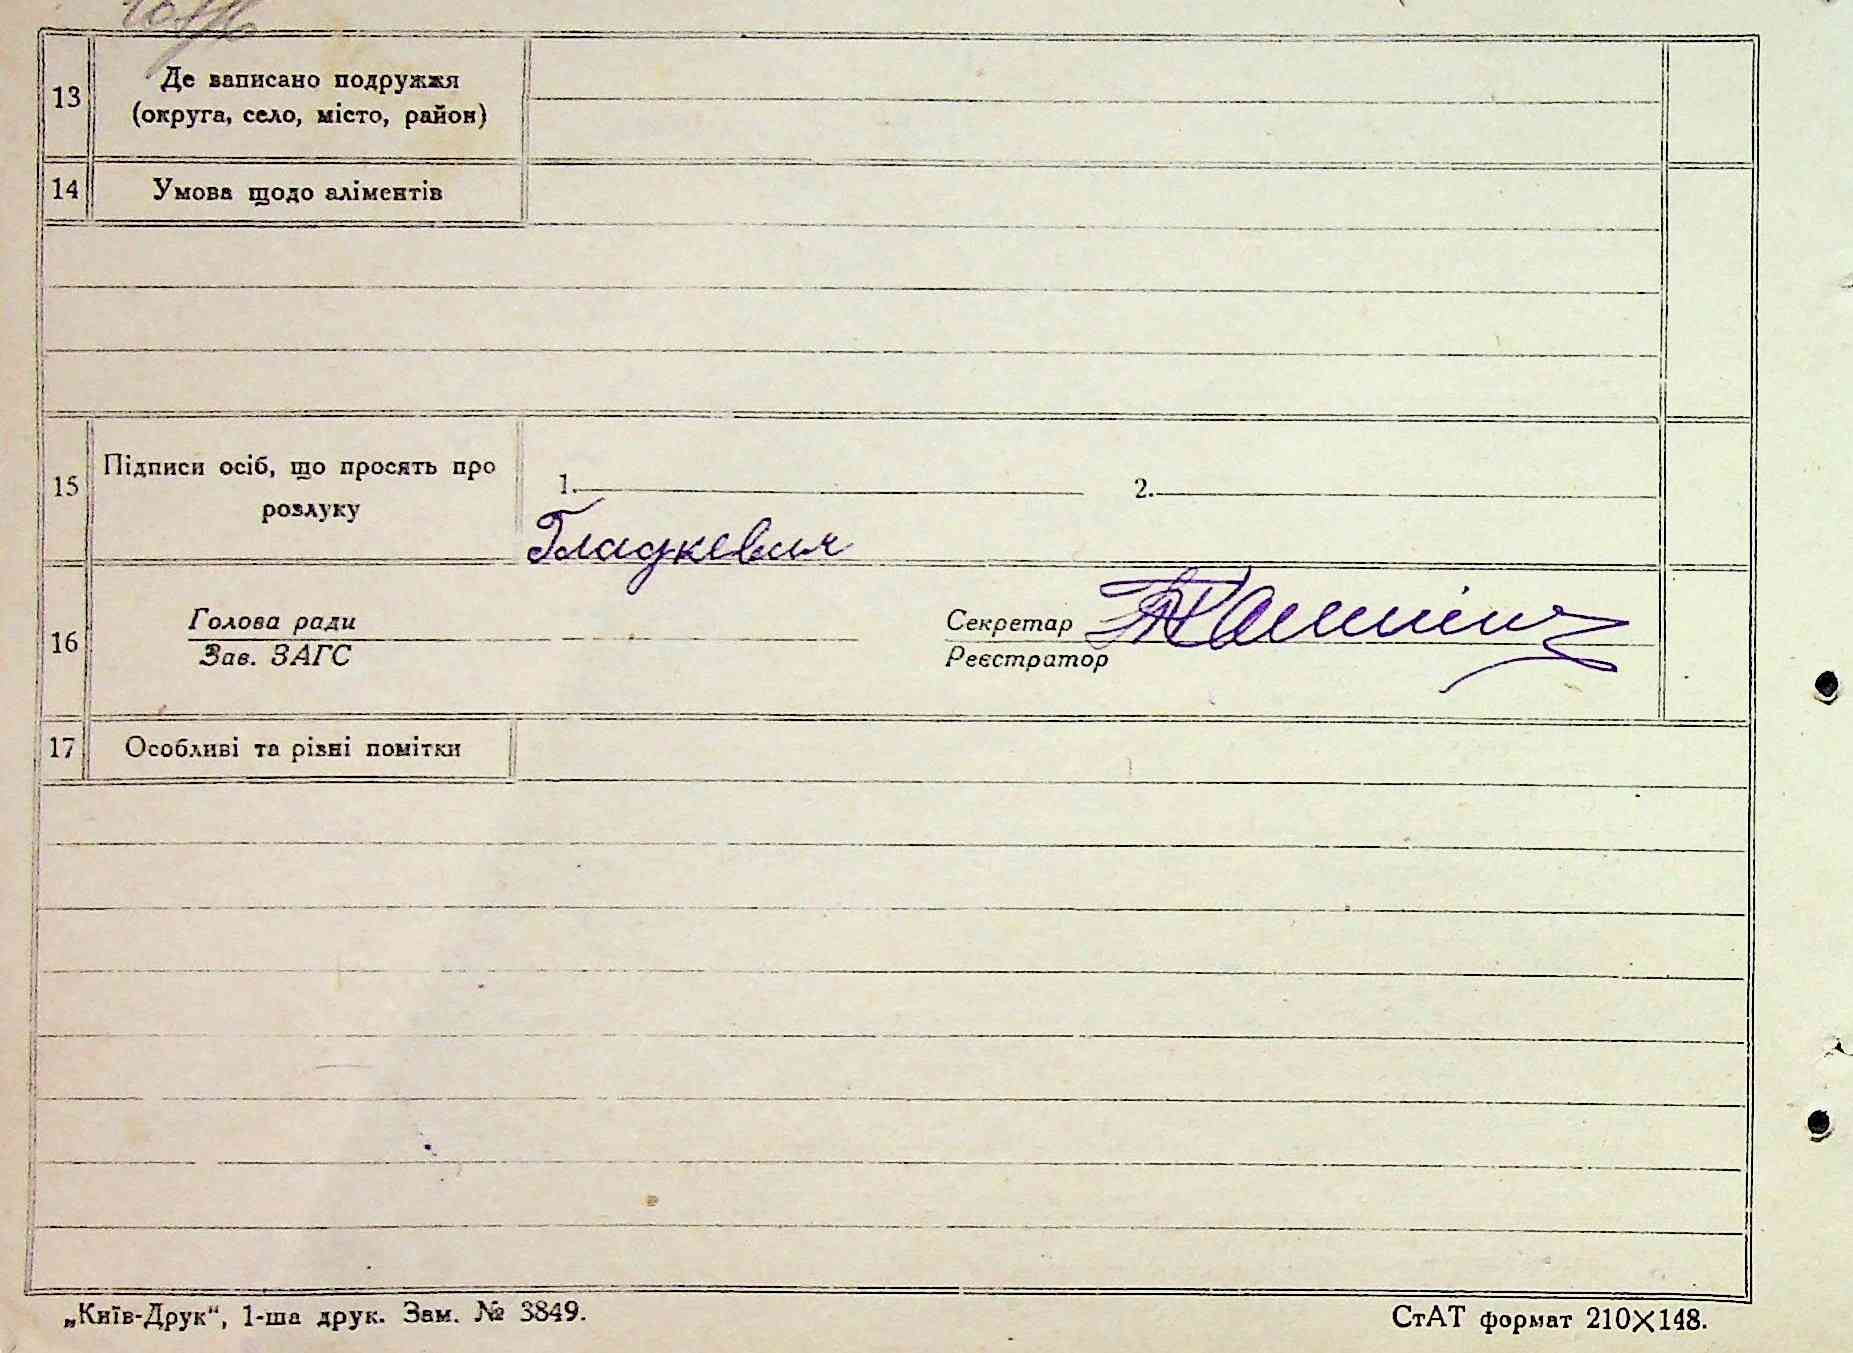 13 Де записано подружжя
(округа, село, місто, район)
14 Умова щодо аліментів
15 Підписи осіб, що просять про
розлуку
1. 2.
Гладкевич
16 Голова ради
Зав. ЗАГС
Секретар
Реєстратор
17 Особливі та різні помітки
„Київ-Друк“, 1-ша друк. Зам. № 3849.
СтАТ формат 210×148.